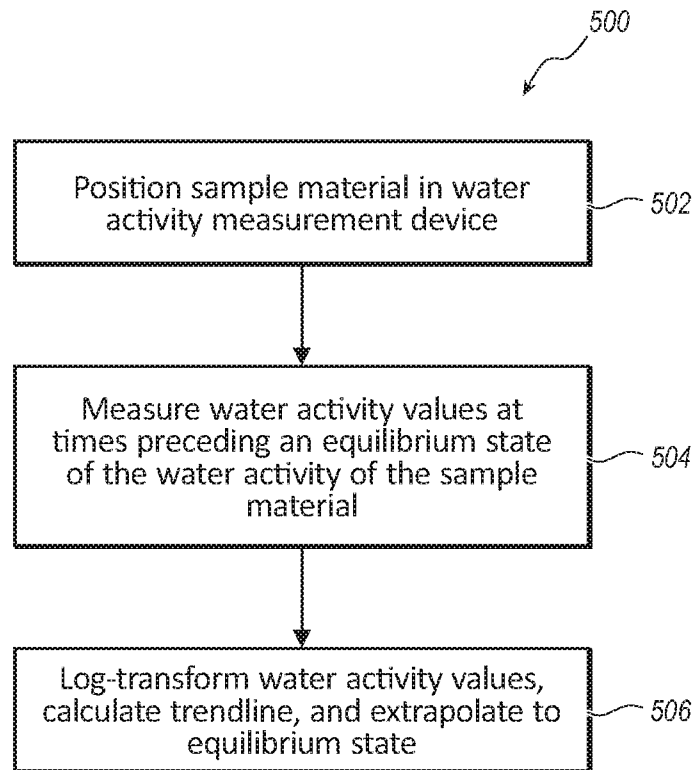 500
Position sample material in water
activity measurement device
502
Measure water activity values at
times preceding an equilibrium state
of the water activity of the sample
material
504
Log-transform water activity values,
calculate trendline, and extrapolate to
equilibrium state
506